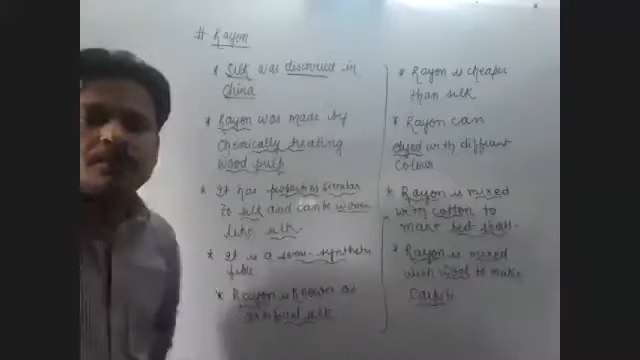 # Rayon
* Silk was discovered in
China
* Rayon was made by
Chemically treating
wood pulp
* It has properties similar
to silk and can be woven
like silk.
* It is a semi-synthetic
fibre
* Rayon is known as
artificial silk
* Rayon is cheaper
than silk
* Rayon can
dyed with different
colour
* Rayon is mixed
with cotton to
make bed sheets.
* Rayon is mixed
with wool to make
Carpets